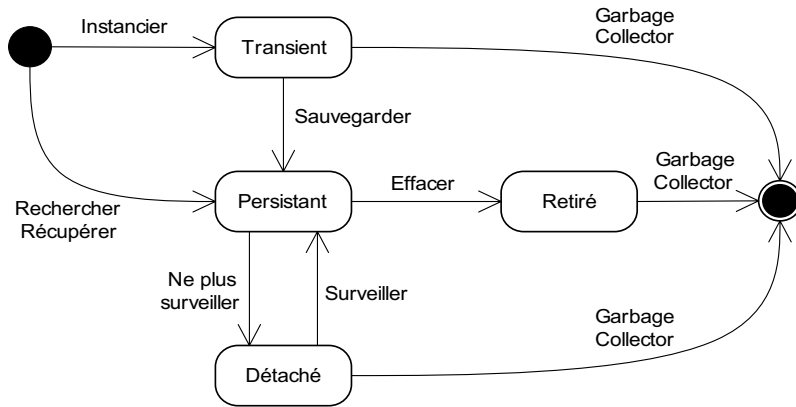 Instancier
Transient
Garbage
Collector
Sauvegarder
Rechercher
Récupérer
Persistant
Effacer
Retiré
Garbage
Collector
Ne plus
surveiller
Surveiller
Détaché
Garbage
Collector